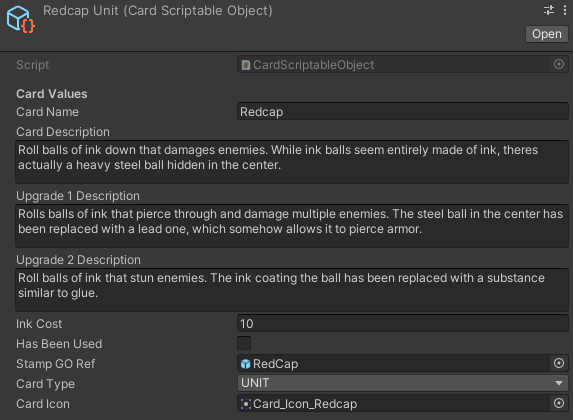 Redcap Unit (Card Scriptable Object)
Open
Script CardScriptableObject
Card Values
Card Name Redcap
Card Description
Roll balls of ink down that damages enemies. While ink balls seem entirely made of ink, theres
actually a heavy steel ball hidden in the center.
Upgrade 1 Description
Rolls balls of ink that pierce through and damage multiple enemies. The steel ball in the center has
been replaced with a lead one, which somehow allows it to pierce armor.
Upgrade 2 Description
Roll balls of ink that stun enemies. The ink coating the ball has been replaced with a substance
similar to glue.
Ink Cost 10
Has Been Used
Stamp GO Ref RedCap
Card Type UNIT
Card Icon Card_Icon_Redcap